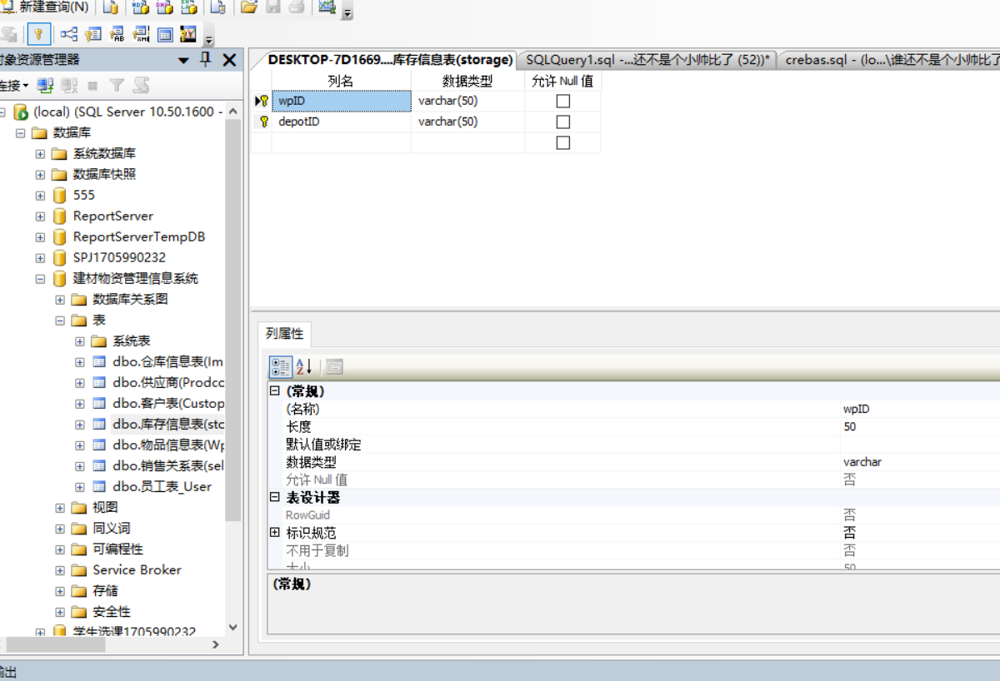 新建查询(N)
对象资源管理器
连接
(local) (SQL Server 10.50.1600 -
数据库
系统数据库
数据库快照
555
ReportServer
ReportServerTempDB
SPJ1705990232
建材物资管理信息系统
数据库关系图
表
系统表
dbo.仓库信息表(Im
dbo.供应商(Prodco
dbo.客户表(Custop
dbo.库存信息表(sto
dbo.物品信息表(Wp
dbo.销售关系表(sel
dbo.员工表_User
视图
同义词
可编程性
Service Broker
存储
安全性
学生选课1705990232
DESKTOP-7D1669....库存信息表(storage)
SQLQuery1.sql -...还不是个小帅比了 (52))*
crebas.sql - (lo...\谁还不是个小帅比了
列名 数据类型 允许 Null 值
wpID varchar(50)
depotID varchar(50)
列属性
(常规)
(名称) wpID
长度 50
默认值或绑定
数据类型 varchar
允许 Null 值 否
表设计器
RowGuid 否
标识规范 否
不用于复制 否
大小 50
(常规)
输出